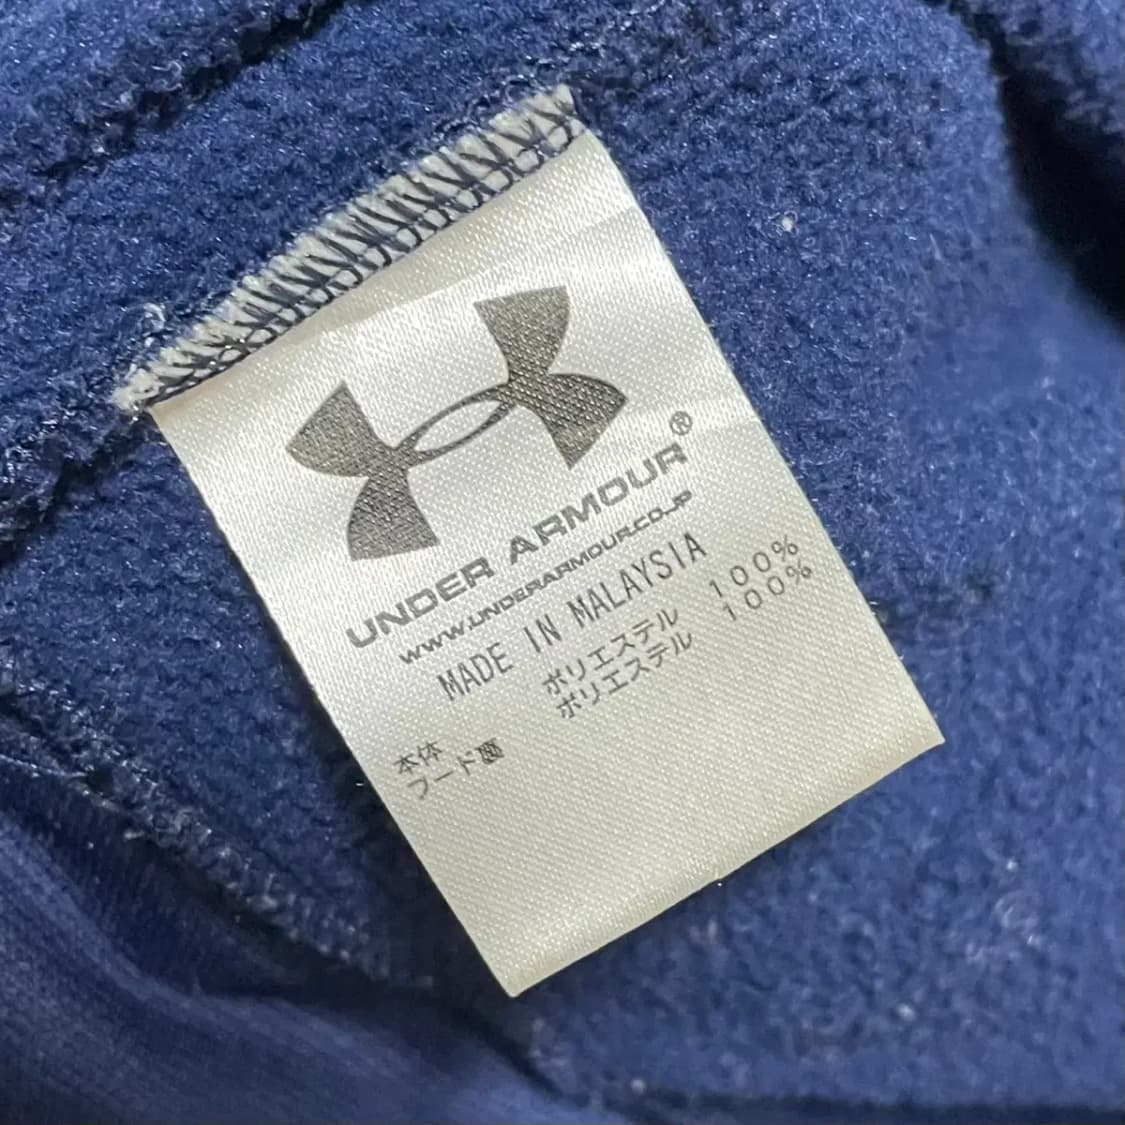 UNDER ARMOUR®
WWW.UNDERARMOUR.CO.JP
MADE IN MALAYSIA
本体 ポリエステル 100%
フード裏 ポリエステル 100%